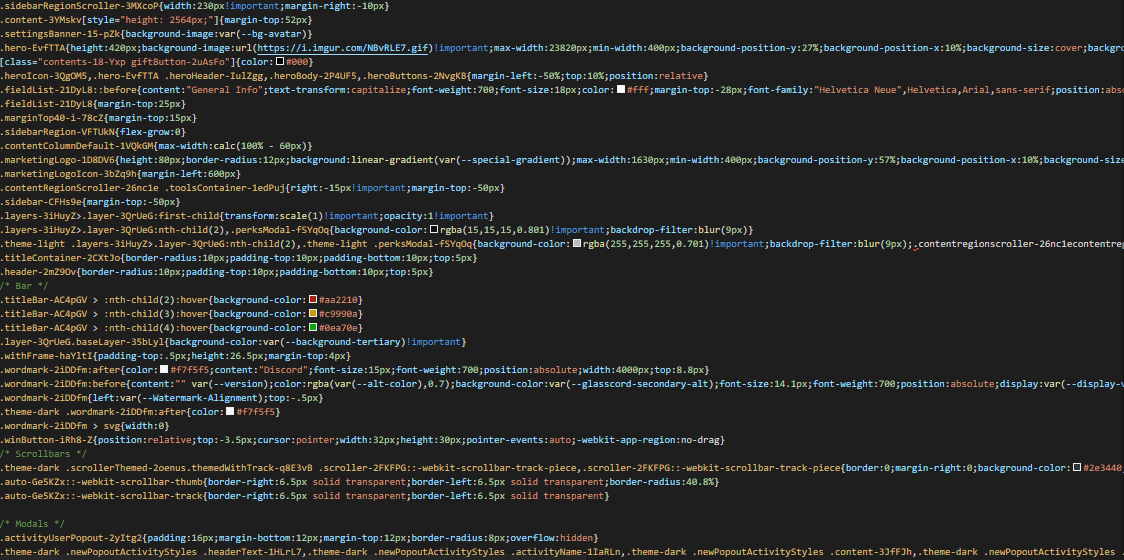 .sidebarRegionScroller-3MXcoP{width:230px!important;margin-right:-10px}
.content-3YMskv[style="height: 2564px;"]{margin-top:52px}
.settingsBanner-15-pZk{background-image:var(--bg-avatar)}
.hero-EvfTTA{height:420px;background-image:url(https://i.imgur.com/NBvRLE7.gif)!important;max-width:23820px;min-width:400px;background-position-y:27%;background-position-x:10%;background-size:cover;backgro
[class="contents-18-Yxp giftButton-2uAsFo"]{color:#000}
.heroIcon-3QgOM5,.hero-EvfTTA .heroHeader-IulZgg,.heroBody-2P4UF5,.heroButtons-2NvgKB{margin-left:-50%;top:10%;position:relative}
.fieldList-21DyL8::before{content:"General Info";text-transform:capitalize;font-weight:700;font-size:18px;color:#fff;margin-top:-28px;font-family:"Helvetica Neue",Helvetica,Arial,sans-serif;position:abso
.fieldList-21DyL8{margin-top:25px}
.marginTop40-i-78cZ{margin-top:15px}
.sidebarRegion-VFTUkN{flex-grow:0}
.contentColumnDefault-1VQkGM{max-width:calc(100% - 60px)}
.marketingLogo-1D8DV6{height:80px;border-radius:12px;background:linear-gradient(var(--special-gradient));max-width:1630px;min-width:400px;background-position-y:57%;background-position-x:10%;background-size
.marketingLogoIcon-3bZq9h{margin-left:600px}
.contentRegionScroller-26nc1e .toolsContainer-1edPuj{right:-15px!important;margin-top:-50px}
.sidebar-CFHs9e{margin-top:-50px}
.layers-3iHuyZ>.layer-3QrUeG:first-child{transform:scale(1)!important;opacity:1!important}
.layers-3iHuyZ>.layer-3QrUeG:nth-child(2),.perksModal-fSYqOq{background-color:rgba(15,15,15,0.801)!important;backdrop-filter:blur(9px)}
.theme-light .layers-3iHuyZ>.layer-3QrUeG:nth-child(2),.theme-light .perksModal-fSYqOq{background-color:rgba(255,255,255,0.701)!important;backdrop-filter:blur(9px);.contentregionscroller-26nc1econtentreg
.titleContainer-2CXtJo{border-radius:10px;padding-top:10px;padding-bottom:10px;top:5px}
.header-2mZ9Ov{border-radius:10px;padding-top:10px;padding-bottom:10px;top:5px}
/* Bar */
.titleBar-AC4pGV > :nth-child(2):hover{background-color:#aa2210}
.titleBar-AC4pGV > :nth-child(3):hover{background-color:#c9990a}
.titleBar-AC4pGV > :nth-child(4):hover{background-color:#0ea70e}
.layer-3QrUeG.baseLayer-35bLyl{background-color:var(--background-tertiary)!important}
.withFrame-haYltI{padding-top:.5px;height:26.5px;margin-top:4px}
.wordmark-2iDDfm:after{color:#f7f5f5;content:"Discord";font-size:15px;font-weight:700;position:absolute;width:4000px;top:8.8px}
.wordmark-2iDDfm:before{content:"" var(--version);color:rgba(var(--alt-color),0.7);background-color:var(--glasscord-secondary-alt);font-size:14.1px;font-weight:700;position:absolute;display:var(--display-v
.wordmark-2iDDfm{left:var(--Watermark-Alignment);top:-.5px}
.theme-dark .wordmark-2iDDfm:after{color:#f7f5f5}
.wordmark-2iDDfm > svg{width:0}
.winButton-iRh8-Z{position:relative;top:-3.5px;cursor:pointer;width:32px;height:30px;pointer-events:auto;-webkit-app-region:no-drag}
/* Scrollbars */
.theme-dark .scrollerThemed-2oenus.themedWithTrack-q8E3vB .scroller-2FKFPG::-webkit-scrollbar-track-piece,.scroller-2FKFPG::-webkit-scrollbar-track-piece{border:0;margin-right:0;background-color:#2e3440;
.auto-Ge5KZx::-webkit-scrollbar-thumb{border-right:6.5px solid transparent;border-left:6.5px solid transparent;border-radius:40.8%}
.auto-Ge5KZx::-webkit-scrollbar-track{border-right:6.5px solid transparent;border-left:6.5px solid transparent}
/* Modals */
.activityUserPopout-2yItg2{padding:16px;margin-bottom:12px;margin-top:12px;border-radius:8px;overflow:hidden}
.theme-dark .newPopoutActivityStyles .headerText-1HLrL7,.theme-dark .newPopoutActivityStyles .activityName-1IaRLn,.theme-dark .newPopoutActivityStyles .content-3JfFJh,.theme-dark .newPopoutActivityStyles .